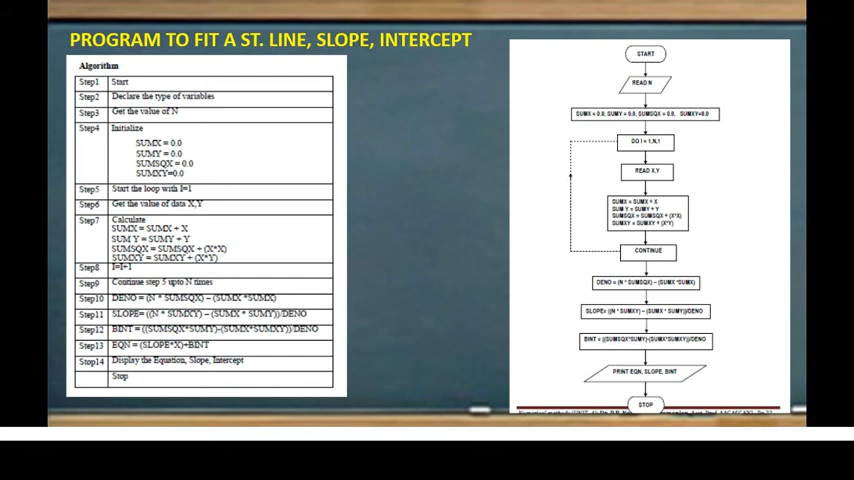 PROGRAM TO FIT A ST. LINE, SLOPE, INTERCEPT
Algorithm
Step1 Start
Step2 Declare the type of variables
Step3 Get the value of N
Step4 Initialize
SUMX = 0.0
SUMY = 0.0
SUMSQX = 0.0
SUMXY=0.0
Step5 Start the loop with I=1
Step6 Get the value of data X,Y
Step7 Calculate
SUMX = SUMX + X
SUM Y = SUMY + Y
SUMSQX = SUMSQX + (X*X)
SUMXY = SUMXY + (X*Y)
Step8 I=I+1
Step9 Continue step 5 upto N times
Step10 DENO = (N * SUMSQX) – (SUMX *SUMX)
Step11 SLOPE= ((N * SUMXY) – (SUMX * SUMY))/DENO
Step12 BINT = ((SUMSQX*SUMY)-(SUMX*SUMXY))/DENO
Step13 EQN = (SLOPE*X)+BINT
Stop14 Display the Equation, Slope, Intercept
Stop
START
READ N
SUMX = 0.0, SUMY = 0.0, SUMSQX = 0.0, SUMXY=0.0
DO I = 1,N,1
READ X,Y
SUMX = SUMX + X
SUM Y = SUMY + Y
SUMSQX = SUMSQX + (X*X)
SUMXY = SUMXY + (X*Y)
CONTINUE
DENO = (N * SUMSQX) – (SUMX *SUMX)
SLOPE= ((N * SUMXY) – (SUMX * SUMY))/DENO
BINT = ((SUMSQX*SUMY)-(SUMX*SUMXY))/DENO
PRINT EQN, SLOPE, BINT
STOP